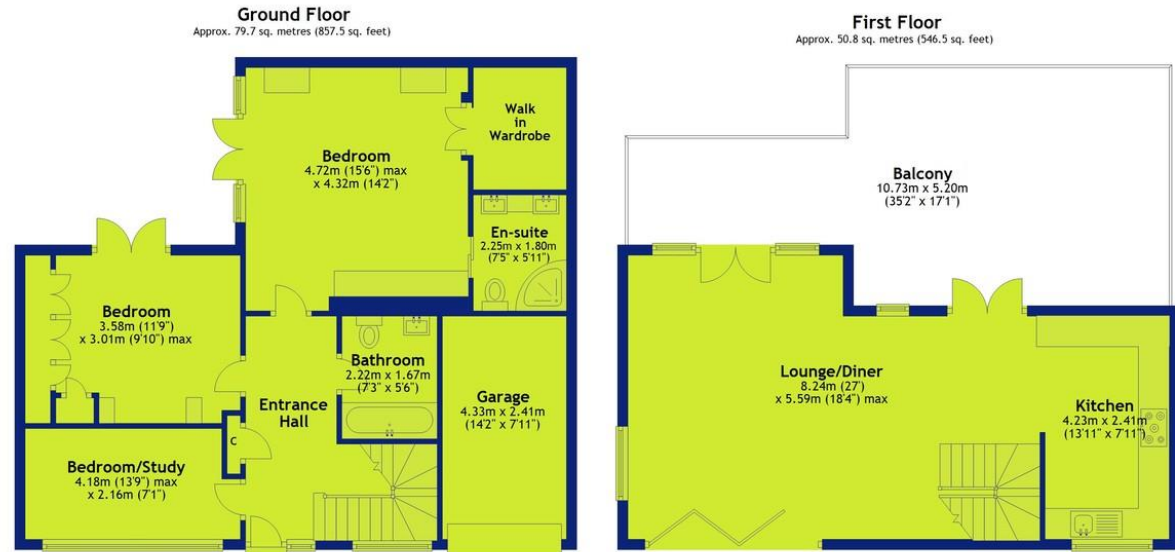 Ground Floor
Approx. 79.7 sq. metres (857.5 sq. feet)
Bedroom
4.72m (15'6") max
x 4.32m (14'2")
Walk
in
Wardrobe
En-suite
2.25m x 1.80m
(7'5" x 5'11")
Bedroom
3.58m (11'9")
x 3.01m (9'10") max
Bathroom
2.22m x 1.67m
(7'3" x 5'6")
Entrance
Hall
Garage
4.33m x 2.41m
(14'2" x 7'11")
C
Bedroom/Study
4.18m (13'9") max
x 2.16m (7'1")
First Floor
Approx. 50.8 sq. metres (546.5 sq. feet)
Balcony
10.73m x 5.20m
(35'2" x 17'1")
Lounge/Diner
8.24m (27')
x 5.59m (18'4") max
Kitchen
4.23m x 2.41m
(13'11" x 7'11")